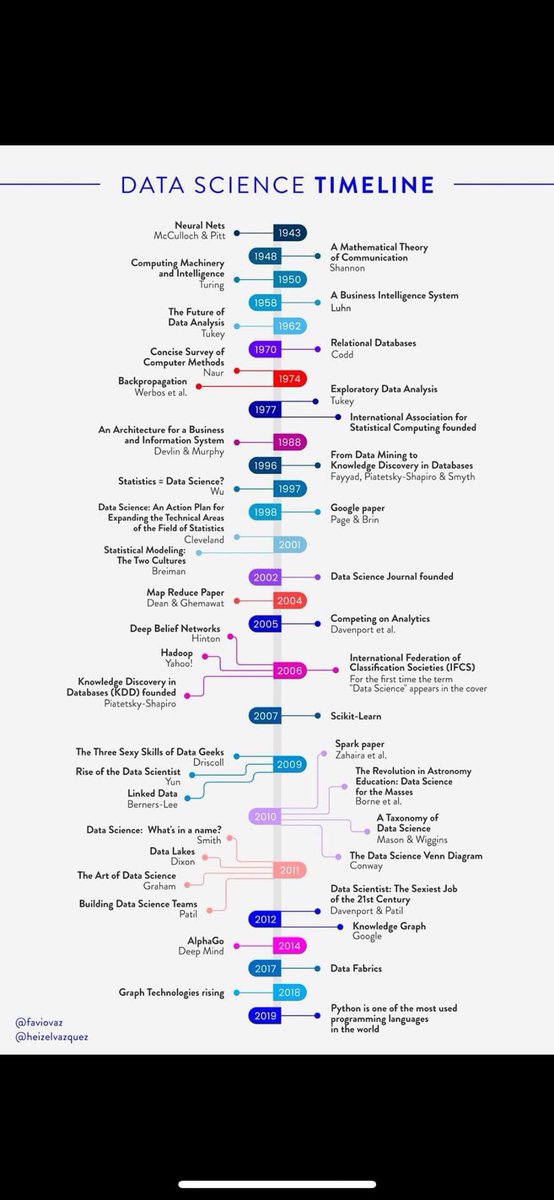 DATA SCIENCE TIMELINE
Neural Nets
McCulloch & Pitt
1943
1948
A Mathematical Theory
of Communication
Shannon
Computing Machinery
and Intelligence
Turing
1950
1958
A Business Intelligence System
Luhn
The Future of
Data Analysis
Tukey
1962
1970
Relational Databases
Codd
Concise Survey of
Computer Methods
Naur
Backpropagation
Werbos et al.
1974
1977
Exploratory Data Analysis
Tukey
International Association for
Statistical Computing founded
An Architecture for a Business
and Information System
Devlin & Murphy
1988
1996
From Data Mining to
Knowledge Discovery in Databases
Fayyad, Piatetsky-Shapiro & Smyth
Statistics = Data Science?
Wu
1997
1998
Google paper
Page & Brin
Data Science: An Action Plan for
Expanding the Technical Areas
of the Field of Statistics
Cleveland
Statistical Modeling:
The Two Cultures
Breiman
2001
2002
Data Science Journal founded
Map Reduce Paper
Dean & Ghemawat
2004
2005
Competing on Analytics
Davenport et al.
Deep Belief Networks
Hinton
Hadoop
Yahoo!
Knowledge Discovery in
Databases (KDD) founded
Piatetsky-Shapiro
2006
International Federation of
Classification Societies (IFCS)
For the first time the term
"Data Science" appears in the cover
2007
Scikit-Learn
The Three Sexy Skills of Data Geeks
Driscoll
Rise of the Data Scientist
Yun
Linked Data
Berners-Lee
2009
2010
Spark paper
Zaharia et al.
The Revolution in Astronomy
Education: Data Science
for the Masses
Borne et al.
A Taxonomy of
Data Science
Mason & Wiggins
The Data Science Venn Diagram
Conway
Data Science: What's in a name?
Smith
Data Lakes
Dixon
The Art of Data Science
Graham
Building Data Science Teams
Patil
2011
2012
Data Scientist: The Sexiest Job
of the 21st Century
Davenport & Patil
Knowledge Graph
Google
AlphaGo
Deep Mind
2014
2017
Data Fabrics
Graph Technologies rising
2018
2019
Python is one of the most used
programming languages
in the world
@faviovaz
@heizelvazquez